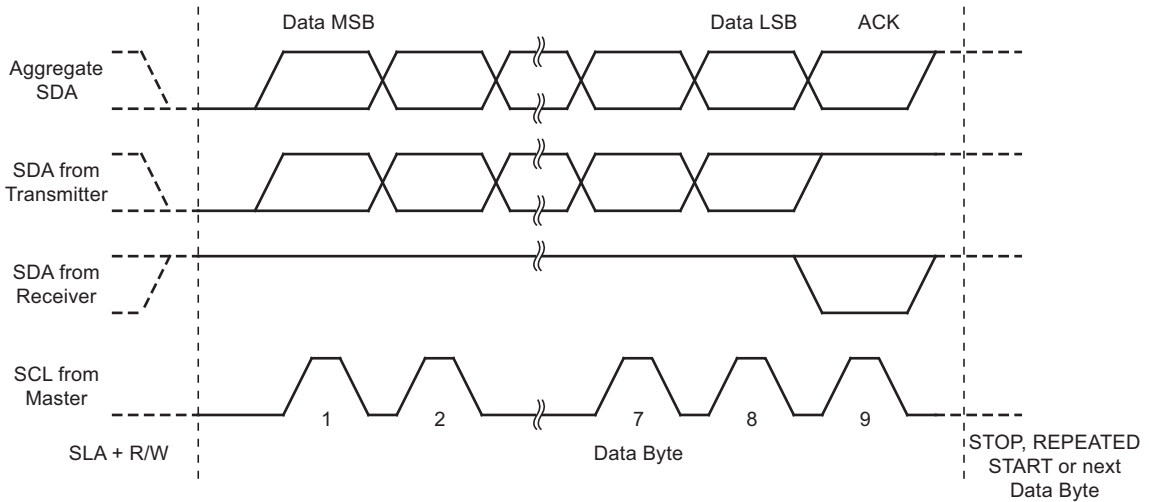 Data MSB
Data LSB
ACK
Aggregate
SDA
SDA from
Transmitter
SDA from
Receiver
SCL from
Master
1
2
7
8
9
SLA + R/W
Data Byte
STOP, REPEATED
START or next
Data Byte